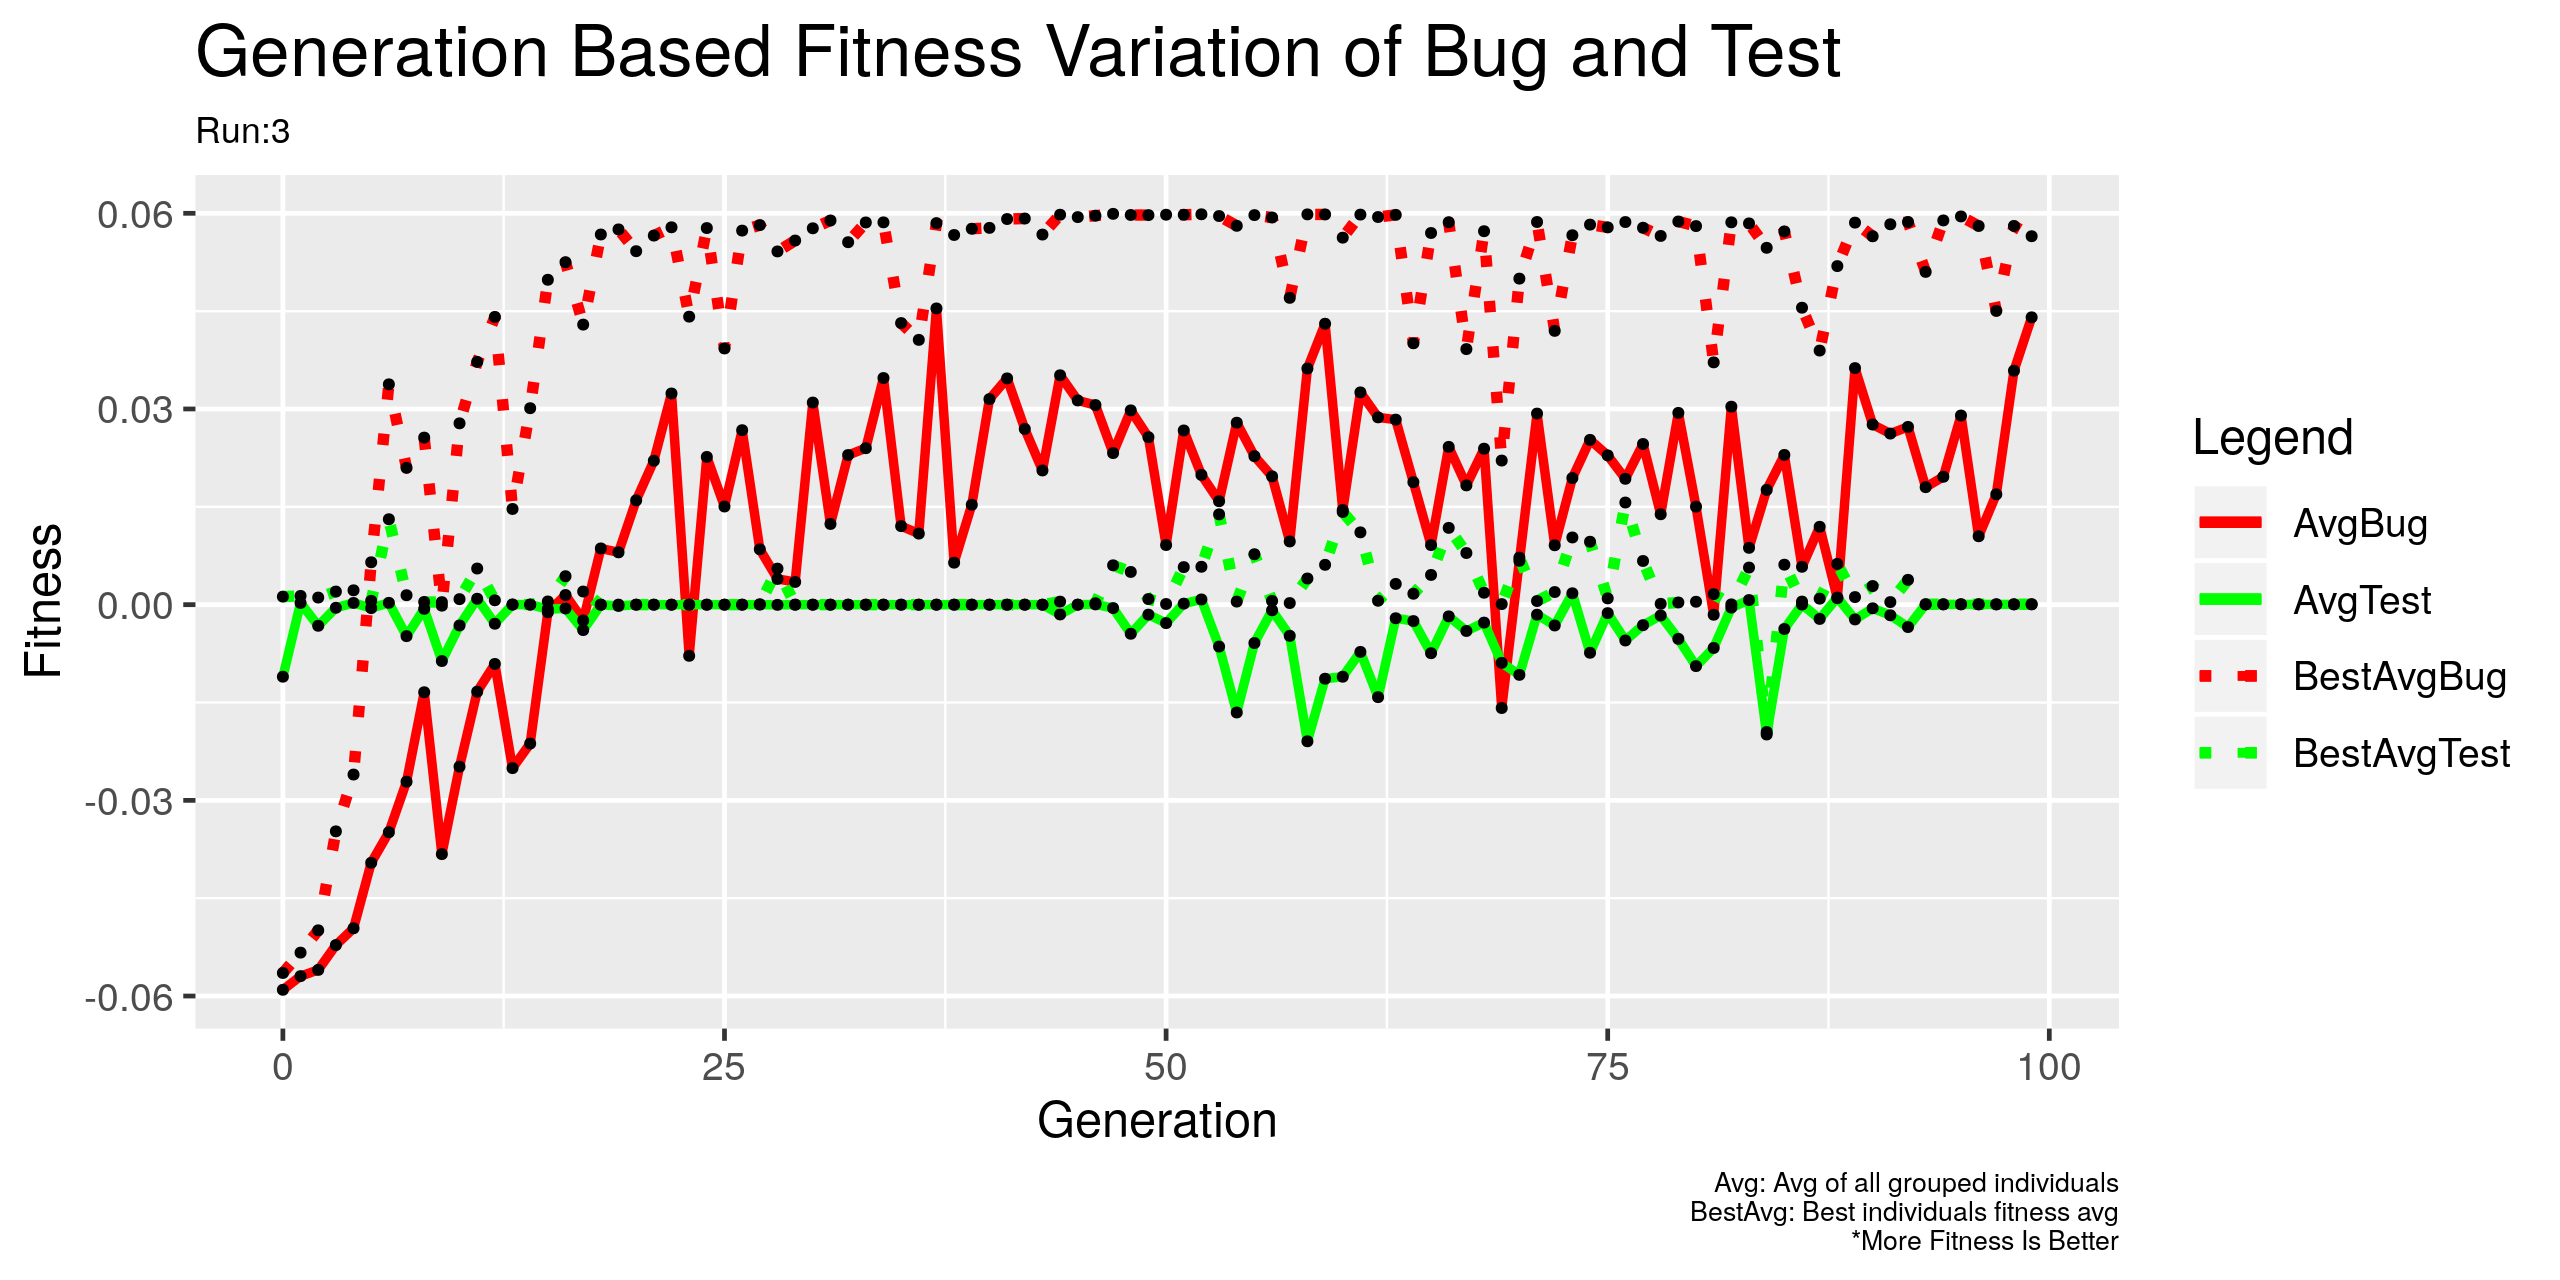 Generation Based Fitness Variation of Bug and Test
Run:3
Fitness
0.06
0.03
0.00
-0.03
-0.06
0 25 50 75 100
Generation
Legend
AvgBug
AvgTest
BestAvgBug
BestAvgTest
Avg: Avg of all grouped individuals
BestAvg: Best individuals fitness avg
*More Fitness Is Better